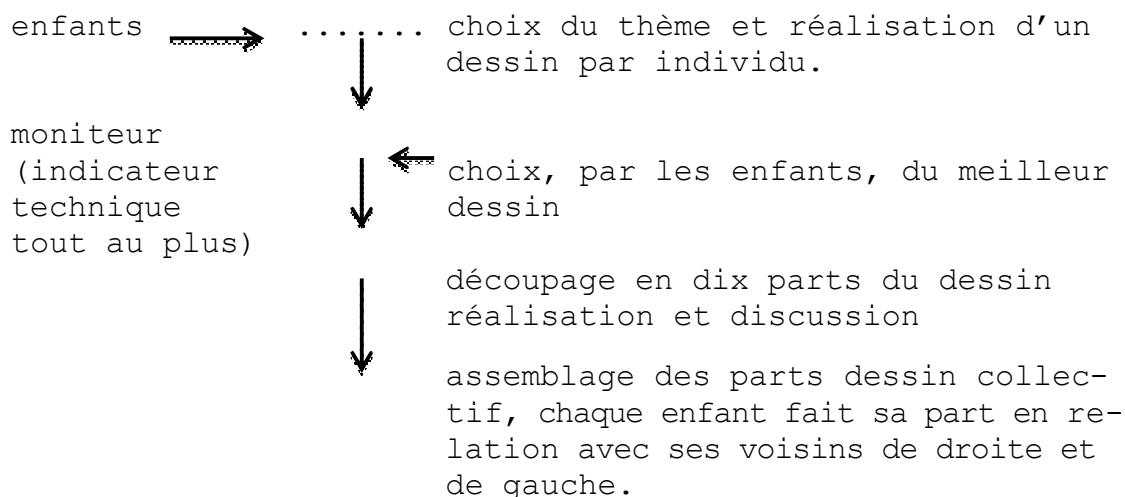 enfants ....... choix du thème et réalisation d'un
dessin par individu.
moniteur
(indicateur
technique
tout au plus)
choix, par les enfants, du meilleur
dessin
découpage en dix parts du dessin
réalisation et discussion
assemblage des parts dessin collec-
tif, chaque enfant fait sa part en re-
lation avec ses voisins de droite et
de gauche.